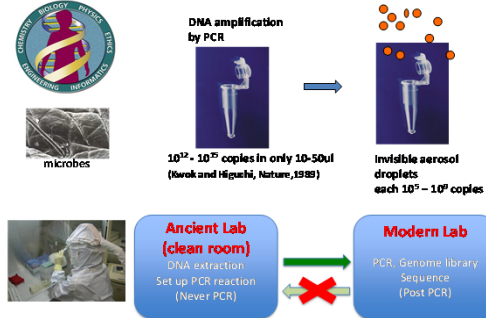 CHEMISTRY BIOLOGY PHYSICS ETHICS
ENGINEERING INFORMATICS
DNA amplification
by PCR
microbes
10¹² - 10¹⁵ copies in only 10-50ul
(Kwok and Higuchi, Nature,1989)
Invisible aerosol
droplets
each 10⁵ – 10⁹ copies
Ancient Lab
(clean room)
DNA extraction
Set up PCR reaction
(Never PCR)
Modern Lab
PCR, Genome library
Sequence
(Post PCR)